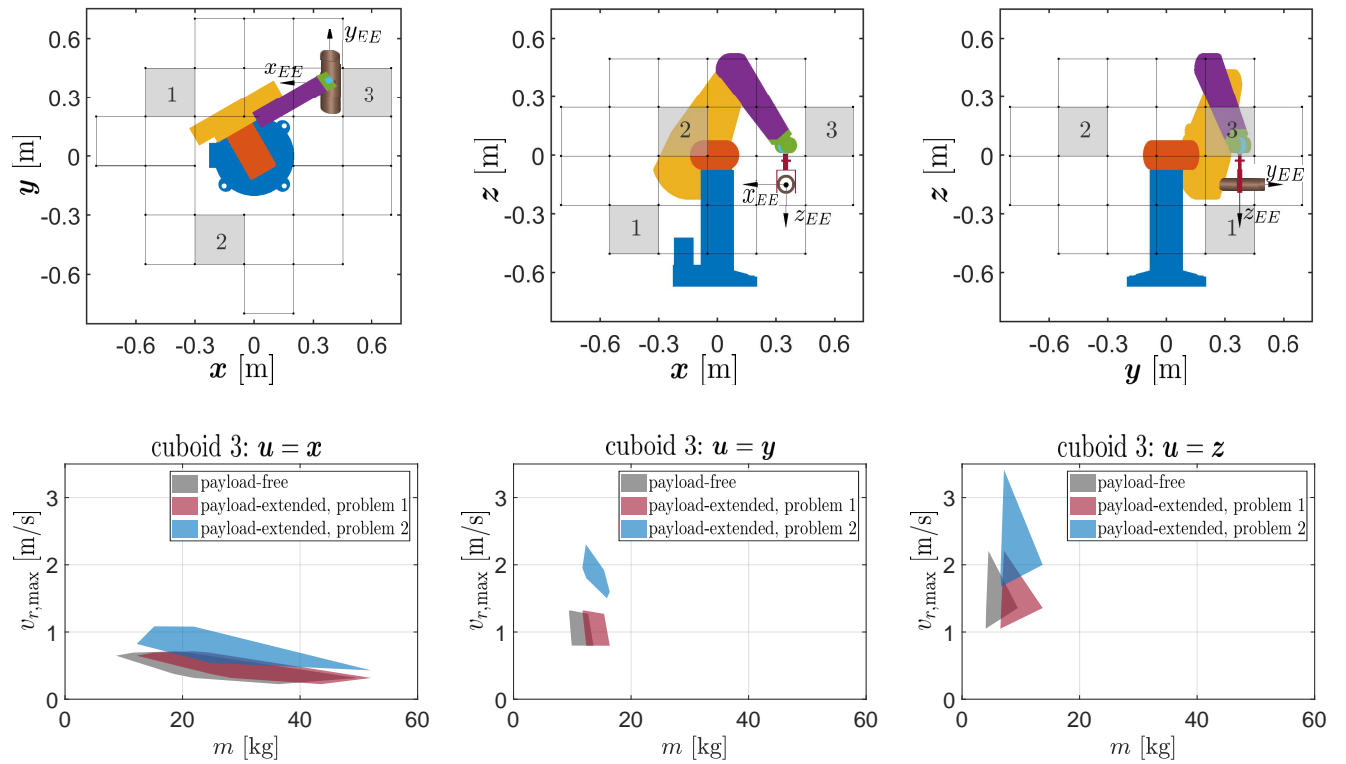 0.6
0.3
0
-0.3
-0.6
y [m]
1
2
3
x_EE
y_EE
-0.6 -0.3 0 0.3 0.6
x [m]
0.6
0.3
0
-0.3
-0.6
z [m]
1
2
3
x_EE
z_EE
-0.6 -0.3 0 0.3 0.6
x [m]
0.6
0.3
0
-0.3
-0.6
z [m]
2
3
1
y_EE
z_EE
-0.6 -0.3 0 0.3 0.6
y [m]
cuboid 3: u = x
payload-free
payload-extended, problem 1
payload-extended, problem 2
3
2
1
0
v_r,max [m/s]
0 20 40 60
m [kg]
cuboid 3: u = y
payload-free
payload-extended, problem 1
payload-extended, problem 2
3
2
1
0
v_r,max [m/s]
0 20 40 60
m [kg]
cuboid 3: u = z
payload-free
payload-extended, problem 1
payload-extended, problem 2
3
2
1
0
v_r,max [m/s]
0 20 40 60
m [kg]